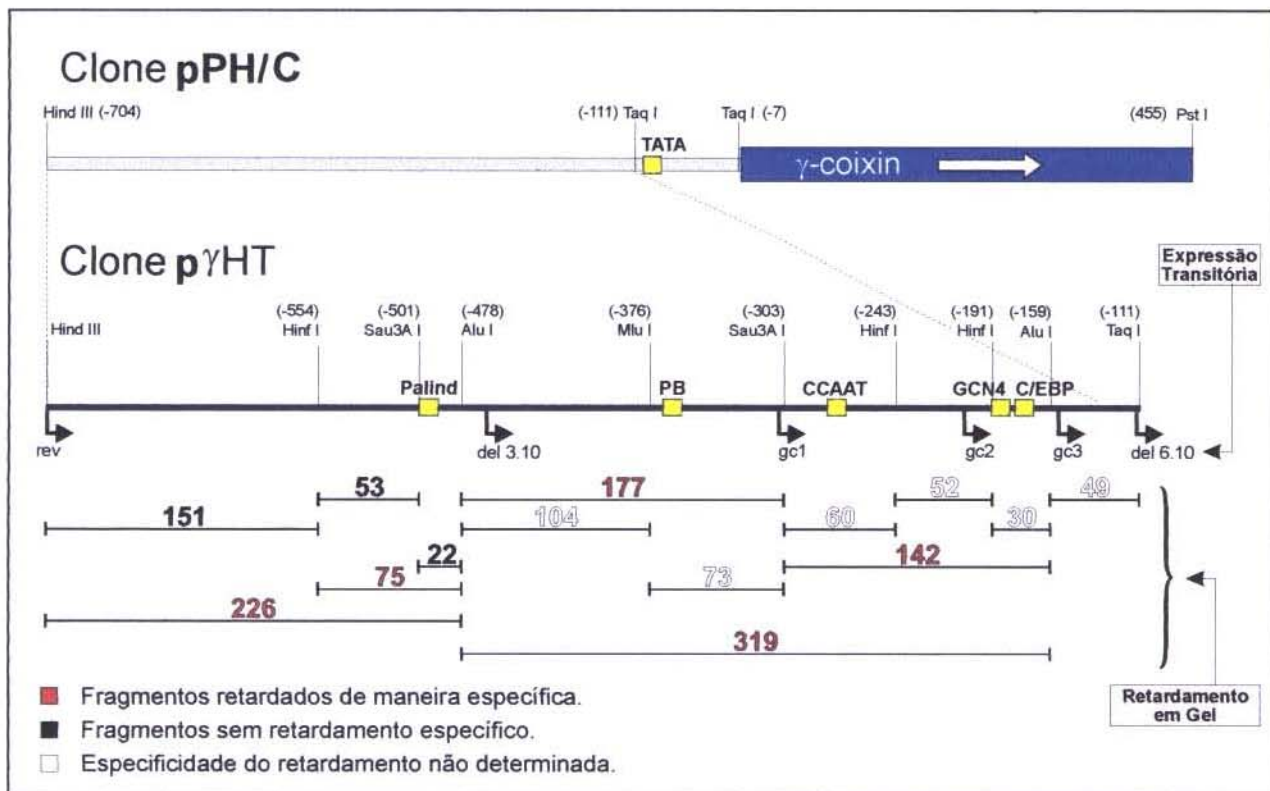 Clone pPH/C
Hind III (-704)
(-111) Taq I
Taq I (-7)
(455) Pst I
TATA
γ-coixin
Clone pγHT
Expressão
Transitória
(-554) (-501) (-478) (-376) (-303) (-243) (-191) (-159) (-111)
Hind III Hinf I Sau3A I Alu I Mlu I Sau3A I Hinf I Hinf I Alu I Taq I
Palind PB CCAAT GCN4 C/EBP
rev del 3.10 gc1 gc2 gc3 del 6.10
53 177 52 49
151 104 60 30
22 142
75 73
226
319
Fragmentos retardados de maneira específica.
Fragmentos sem retardamento específico.
Especificidade do retardamento não determinada.
Retardamento
em Gel